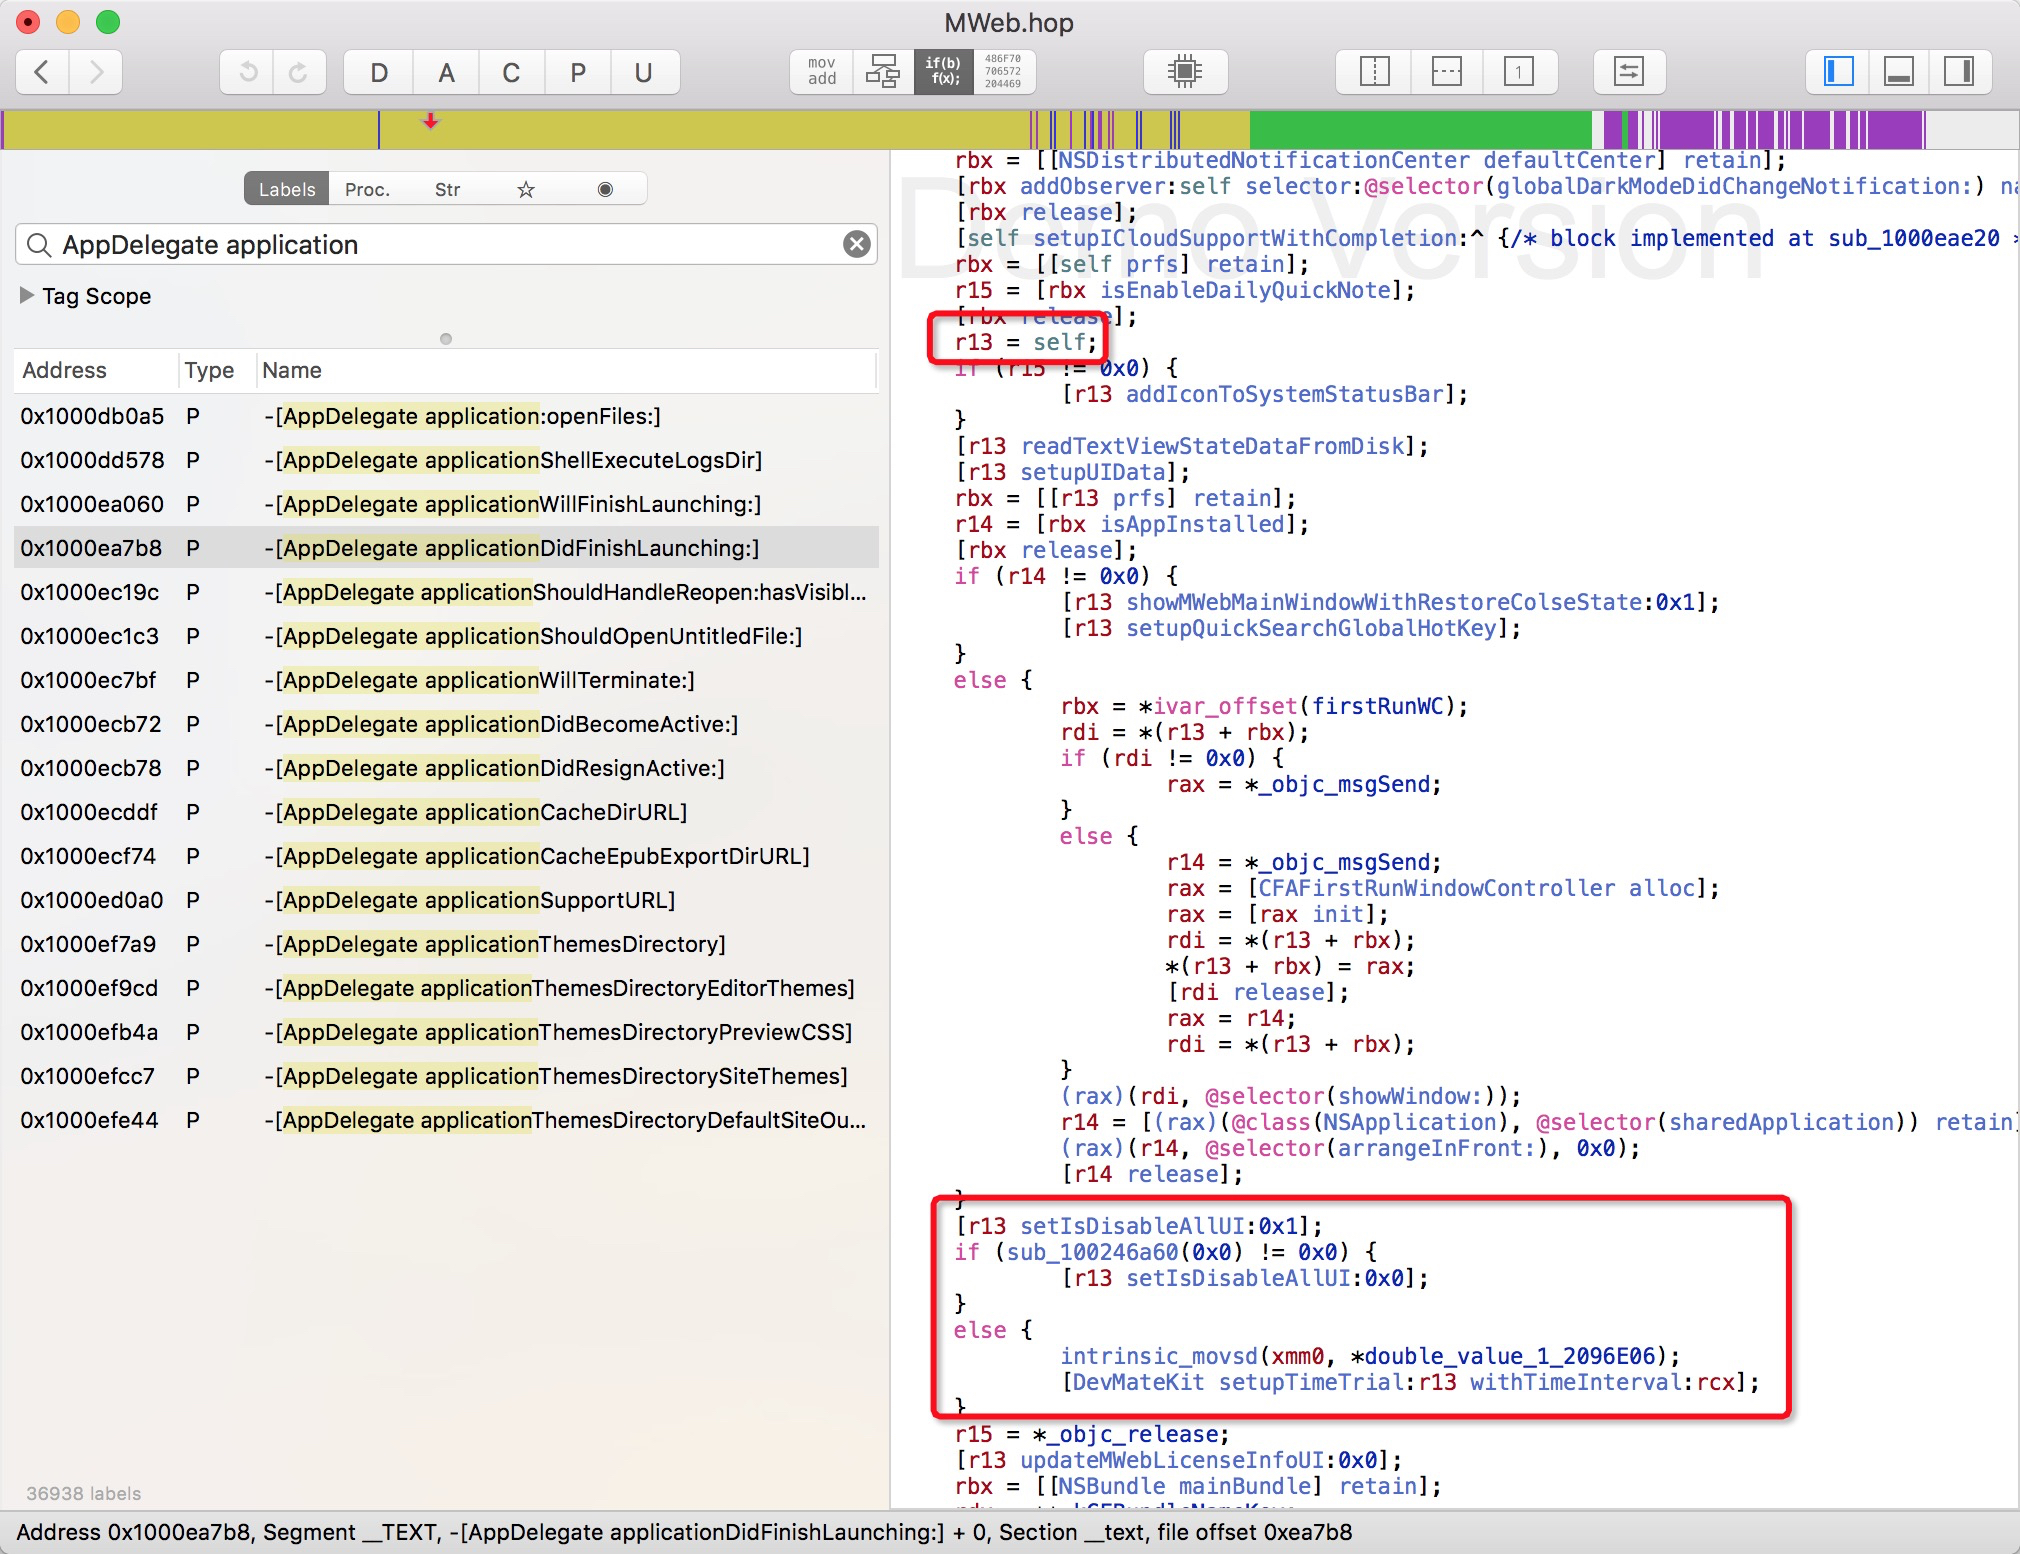 MWeb.hop
D A C P U
mov add
if(b) f(x);
486F70 706572 204469
1
Labels Proc. Str
AppDelegate application
Tag Scope
Address Type Name
0x1000db0a5 P -[AppDelegate application:openFiles:]
0x1000dd578 P -[AppDelegate applicationShellExecuteLogsDir]
0x1000ea060 P -[AppDelegate applicationWillFinishLaunching:]
0x1000ea7b8 P -[AppDelegate applicationDidFinishLaunching:]
0x1000ec19c P -[AppDelegate applicationShouldHandleReopen:hasVisibl...
0x1000ec1c3 P -[AppDelegate applicationShouldOpenUntitledFile:]
0x1000ec7bf P -[AppDelegate applicationWillTerminate:]
0x1000ecb72 P -[AppDelegate applicationDidBecomeActive:]
0x1000ecb78 P -[AppDelegate applicationDidResignActive:]
0x1000ecddf P -[AppDelegate applicationCacheDirURL]
0x1000ecf74 P -[AppDelegate applicationCacheEpubExportDirURL]
0x1000ed0a0 P -[AppDelegate applicationSupportURL]
0x1000ef7a9 P -[AppDelegate applicationThemesDirectory]
0x1000ef9cd P -[AppDelegate applicationThemesDirectoryEditorThemes]
0x1000efb4a P -[AppDelegate applicationThemesDirectoryPreviewCSS]
0x1000efcc7 P -[AppDelegate applicationThemesDirectorySiteThemes]
0x1000efe44 P -[AppDelegate applicationThemesDirectoryDefaultSiteOu...
36938 labels
Demo Version
rbx = [[NSDistributedNotificationCenter defaultCenter] retain];
[rbx addObserver:self selector:@selector(globalDarkModeDidChangeNotification:) na
[rbx release];
[self setupICloudSupportWithCompletion:^ {/* block implemented at sub_1000eae20 *
rbx = [[self prfs] retain];
r15 = [rbx isEnableDailyQuickNote];
[rbx release];
r13 = self;
if (r15 != 0x0) {
[r13 addIconToSystemStatusBar];
}
[r13 readTextViewStateDataFromDisk];
[r13 setupUIData];
rbx = [[r13 prfs] retain];
r14 = [rbx isAppInstalled];
[rbx release];
if (r14 != 0x0) {
[r13 showMWebMainWindowWithRestoreColseState:0x1];
[r13 setupQuickSearchGlobalHotKey];
}
else {
rbx = *ivar_offset(firstRunWC);
rdi = *(r13 + rbx);
if (rdi != 0x0) {
rax = *_objc_msgSend;
}
else {
r14 = *_objc_msgSend;
rax = [CFAFirstRunWindowController alloc];
rax = [rax init];
rdi = *(r13 + rbx);
*(r13 + rbx) = rax;
[rdi release];
rax = r14;
rdi = *(r13 + rbx);
}
(rax)(rdi, @selector(showWindow:));
r14 = [(rax)(@class(NSApplication), @selector(sharedApplication)) retain]
(rax)(r14, @selector(arrangeInFront:), 0x0);
[r14 release];
}
[r13 setIsDisableAllUI:0x1];
if (sub_100246a60(0x0) != 0x0) {
[r13 setIsDisableAllUI:0x0];
}
else {
intrinsic_movsd(xmm0, *double_value_1_2096E06);
[DevMateKit setupTimeTrial:r13 withTimeInterval:rcx];
}
r15 = *_objc_release;
[r13 updateMWebLicenseInfoUI:0x0];
rbx = [[NSBundle mainBundle] retain];
Address 0x1000ea7b8, Segment __TEXT, -[AppDelegate applicationDidFinishLaunching:] + 0, Section __text, file offset 0xea7b8